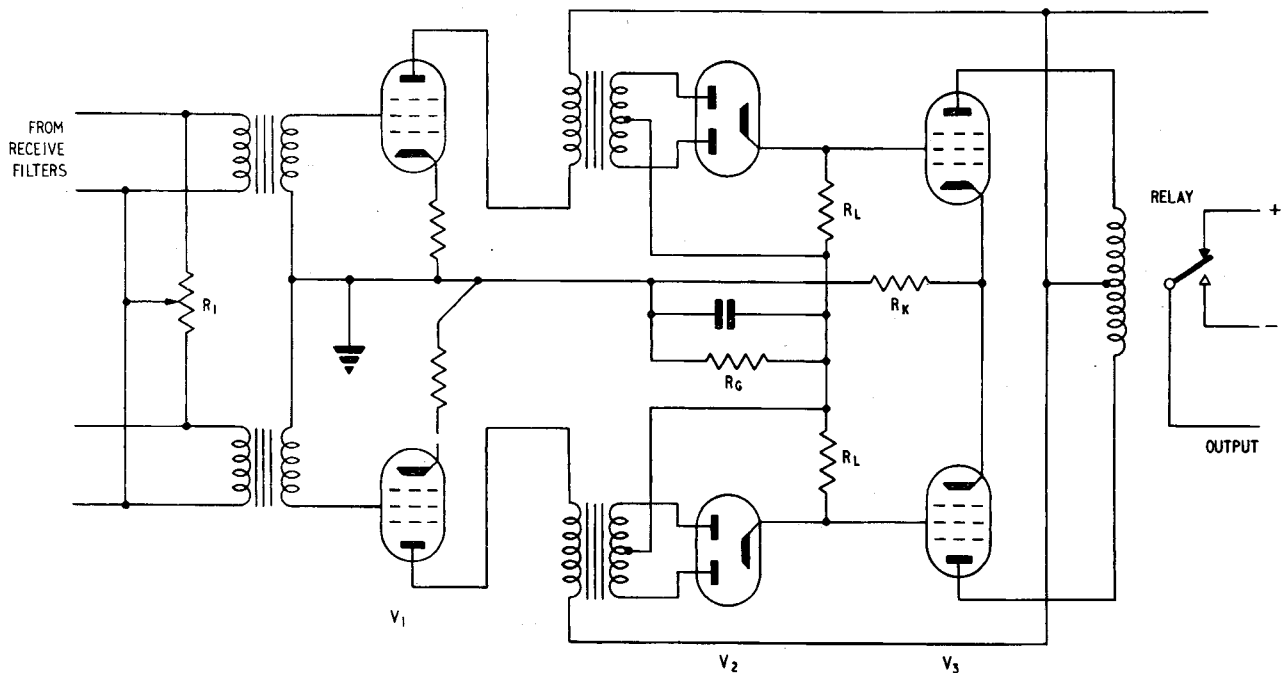 FROM
RECEIVE
FILTERS
R1
V1
RL
RK
RG
RL
V2
V3
RELAY
+
−
OUTPUT